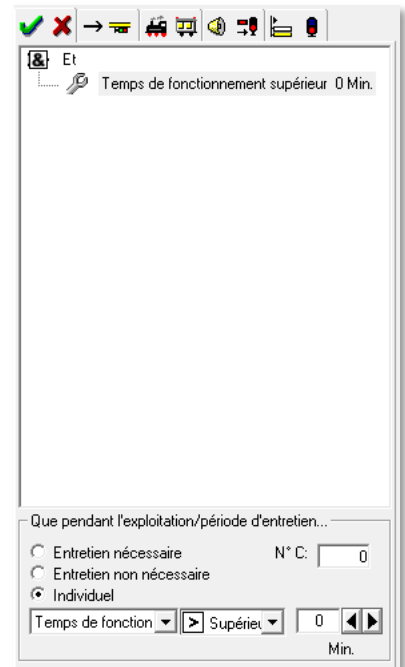 & Et
Temps de fonctionnement supérieur 0 Min.
Que pendant l'exploitation/période d'entretien...
Entretien nécessaire N° C: 0
Entretien non nécessaire
Individuel
Temps de fonction > Supérieu 0
Min.